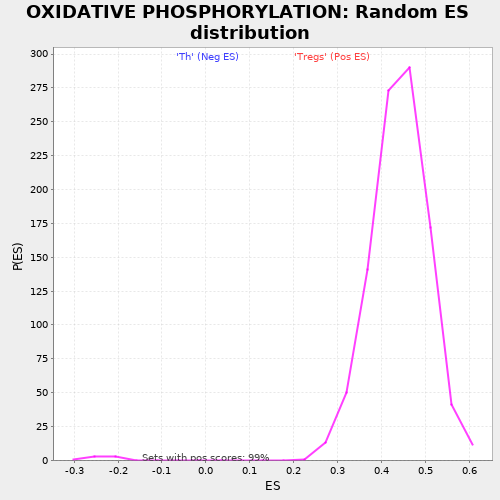 OXIDATIVE PHOSPHORYLATION: Random ES
distribution
'Th' (Neg ES) 'Tregs' (Pos ES)
300
275
250
225
200
175
150
125
100
75
50
25
0
P(ES)
Sets with pos scores: 99%
-0.3 -0.2 -0.1 0.0 0.1 0.2 0.3 0.4 0.5 0.6
ES